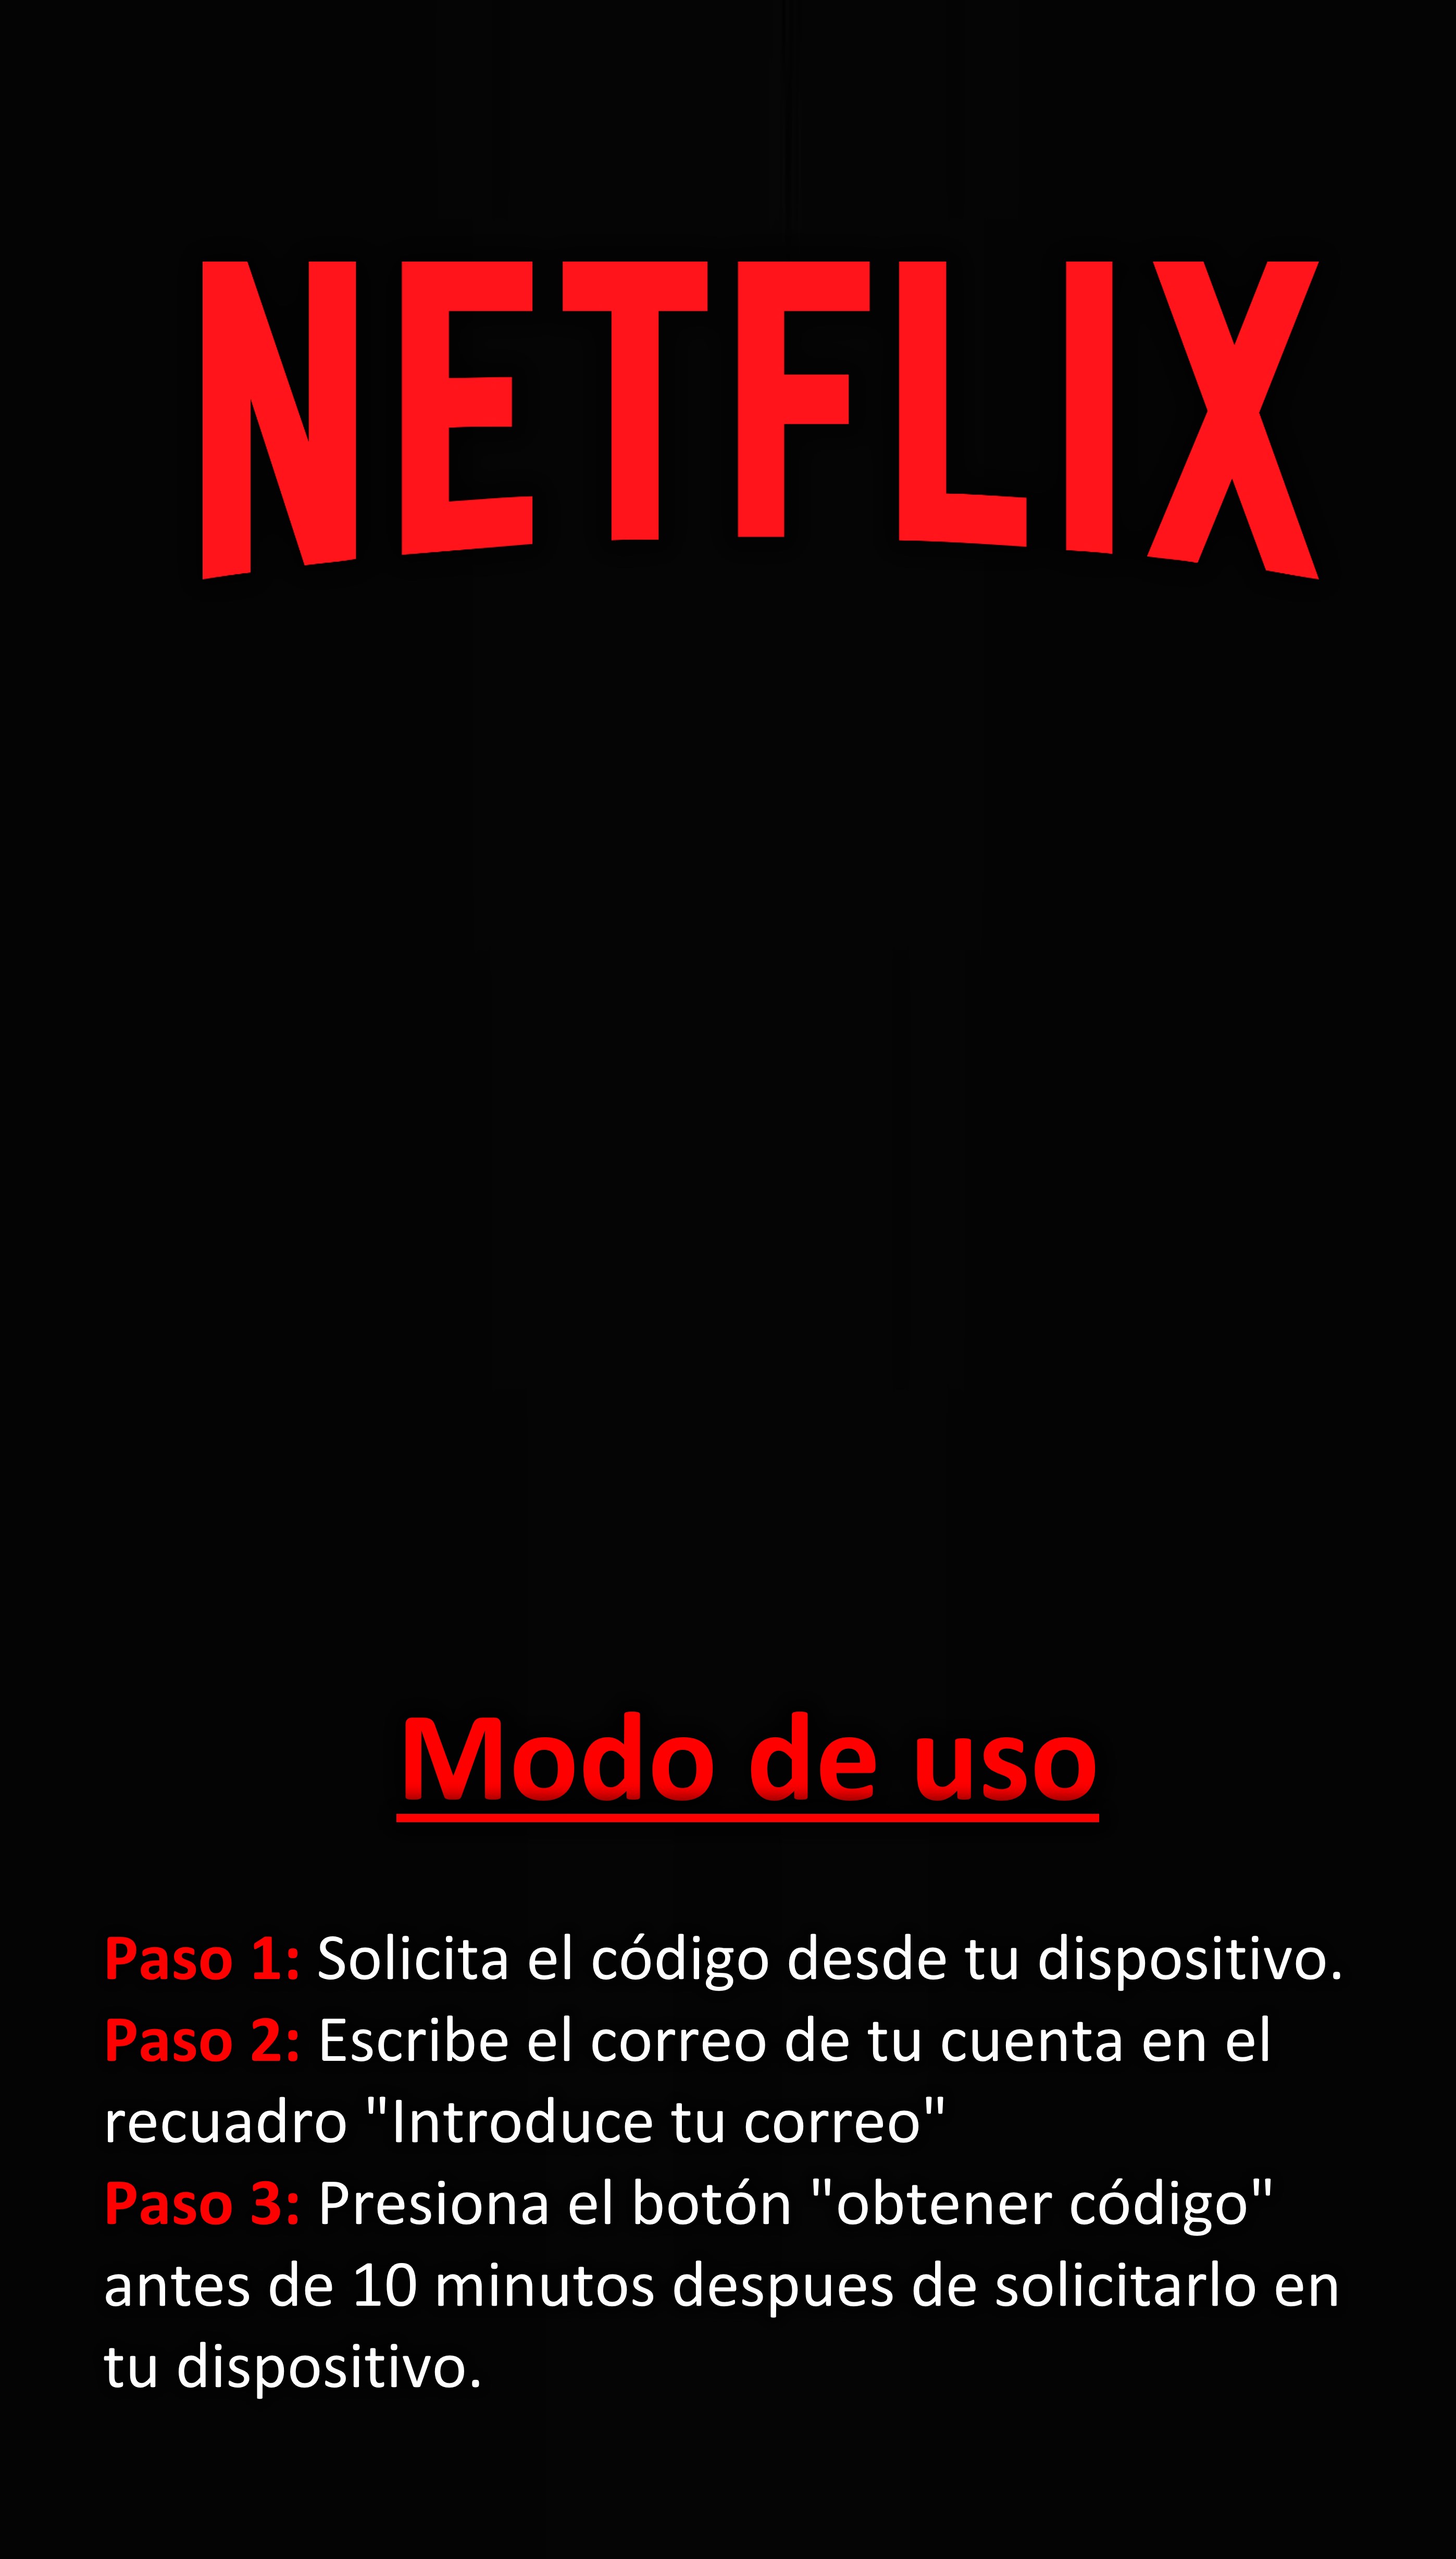 NETFLIX
Modo de uso
Paso 1: Solicita el código desde tu dispositivo.
Paso 2: Escribe el correo de tu cuenta en el
recuadro "Introduce tu correo"
Paso 3: Presiona el botón "obtener código"
antes de 10 minutos despues de solicitarlo en
tu dispositivo.